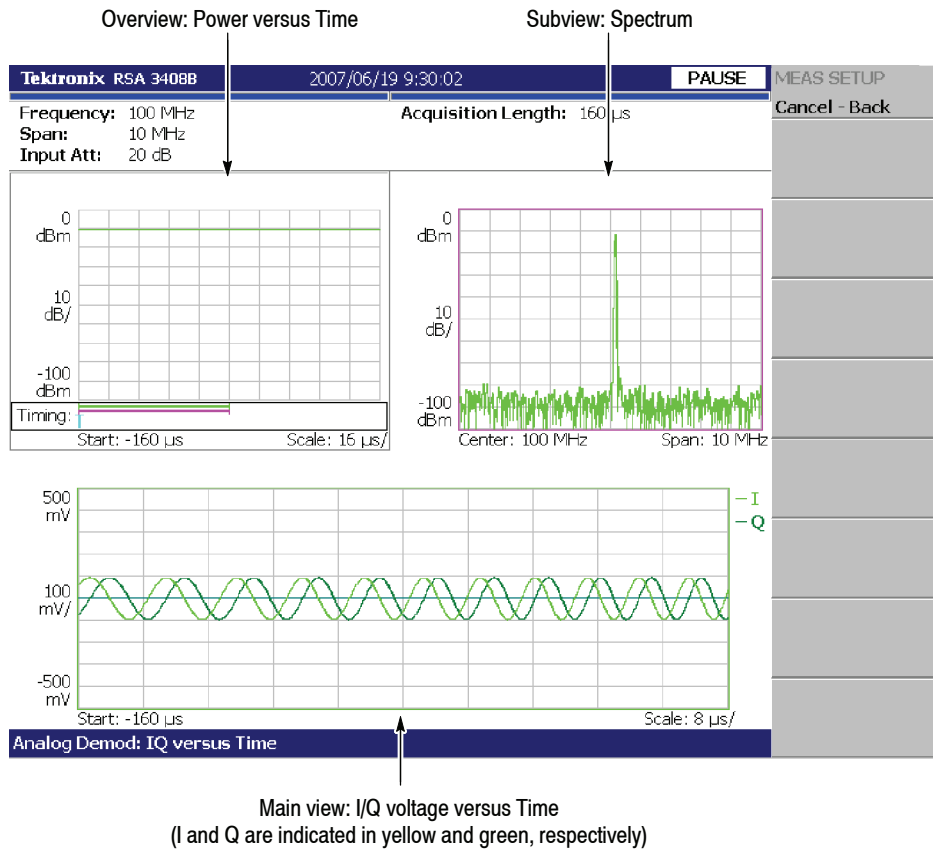 Overview: Power versus Time
Subview: Spectrum
Tektronix RSA 3408B 2007/06/19 9:30:02 PAUSE
MEAS SETUP
Cancel - Back
Frequency: 100 MHz
Acquisition Length: 160 µs
Span: 10 MHz
Input Att: 20 dB
0
dBm
10
dB/
-100
dBm
Timing:
Start: -160 µs
Scale: 16 µs/
0
dBm
10
dB/
-100
dBm
Center: 100 MHz
Span: 10 MHz
500
mV
100
mV/
-500
mV
I
Q
Start: -160 µs
Scale: 8 µs/
Analog Demod: IQ versus Time
Main view: I/Q voltage versus Time
(I and Q are indicated in yellow and green, respectively)